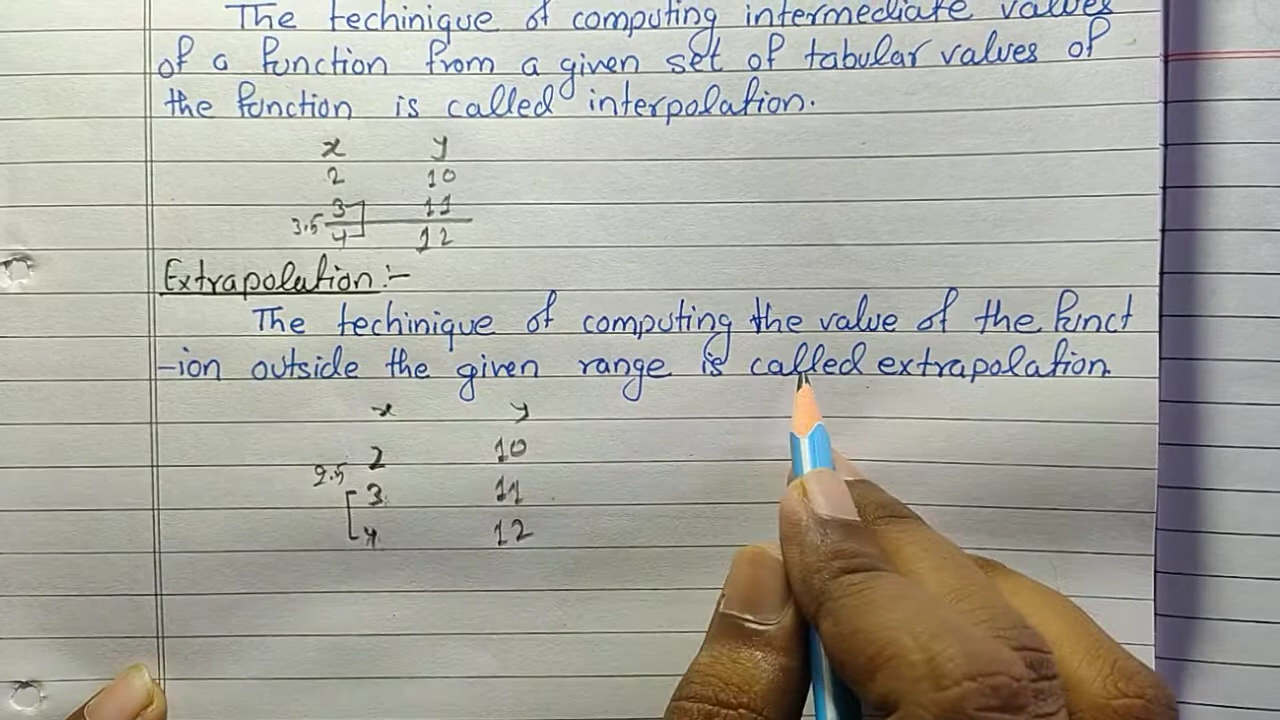 The techinique of computing intermediate values
of a function from a given set of tabular values of
the function is called interpolation.
x y
2 10
3 11
3.5
4 12
Extrapolation :-
The techinique of computing the value of the funct
-ion outside the given range is called extrapolation.
x y
2 10
2.5
3 11
4 12